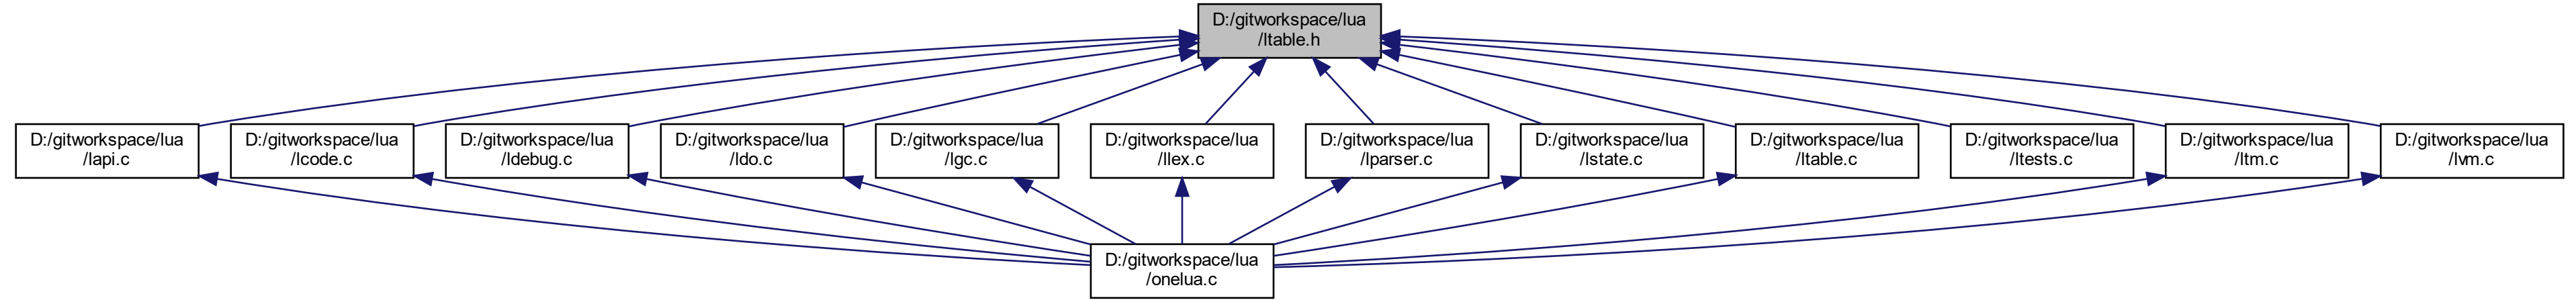 D:/gitworkspace/lua
/ltable.h
D:/gitworkspace/lua
/lapi.c
D:/gitworkspace/lua
/lcode.c
D:/gitworkspace/lua
/ldebug.c
D:/gitworkspace/lua
/ldo.c
D:/gitworkspace/lua
/lgc.c
D:/gitworkspace/lua
/llex.c
D:/gitworkspace/lua
/lparser.c
D:/gitworkspace/lua
/lstate.c
D:/gitworkspace/lua
/ltable.c
D:/gitworkspace/lua
/ltests.c
D:/gitworkspace/lua
/ltm.c
D:/gitworkspace/lua
/lvm.c
D:/gitworkspace/lua
/onelua.c